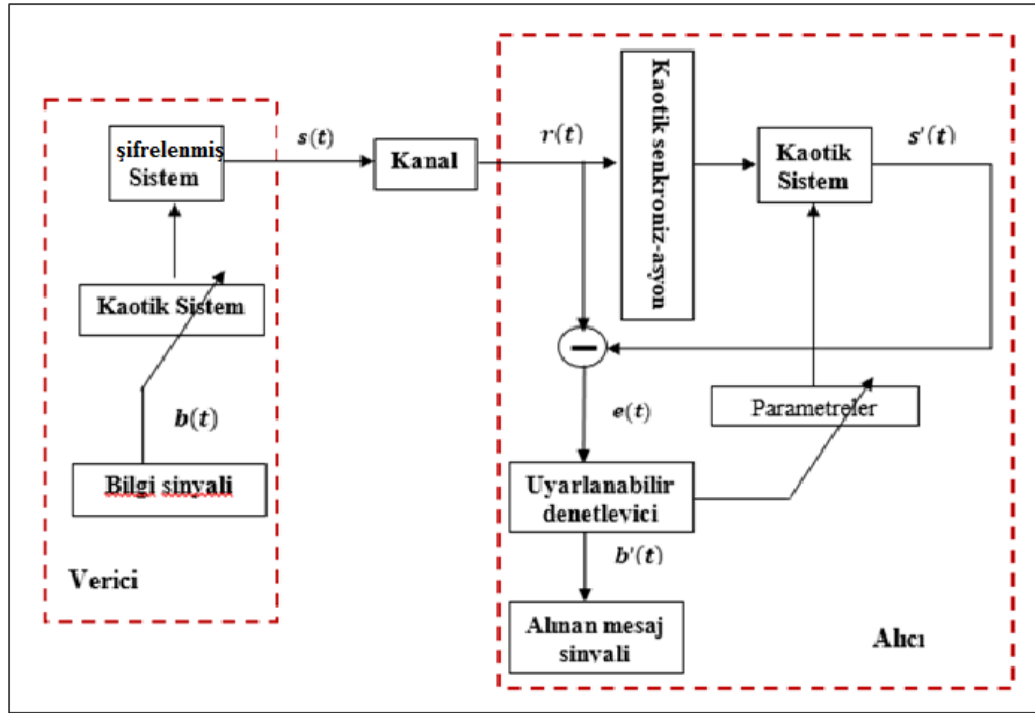 şifrelenmiş
Sistem
s(t)
Kanal
r(t)
Kaotik senkroniz-asyon
Kaotik
Sistem
s'(t)
Kaotik Sistem
b(t)
Bilgi sinyali
Verici
e(t)
Parametreler
Uyarlanabilir
denetleyici
b'(t)
Alınan mesaj
sinyali
Alıcı